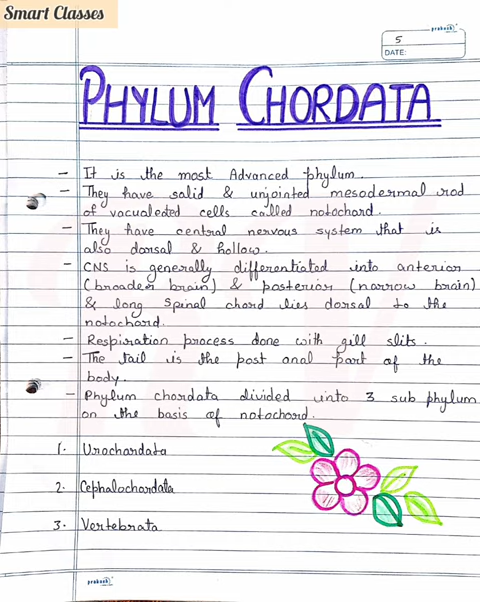 Smart Classes
prakash
5
DATE:
PHYLUM CHORDATA
- It is the most Advanced phylum.
- They have solid & unjointed mesodermal rod
of vacualeted cells called notochord.
- They have central nervous system that is
also dorsal & hollow.
- CNS is generally differentiated into anterior
(broader brain) & posterior (narrow brain)
& long spinal chord lies dorsal to the
notochord.
- Respiration process done with gill slits.
- The tail is the post anal part of the
body.
- Phylum chordata divided into 3 sub phylum
on the basis of notochord.
1. Urochordata
2. Cephalochordata
3. Vertebrata
prakash